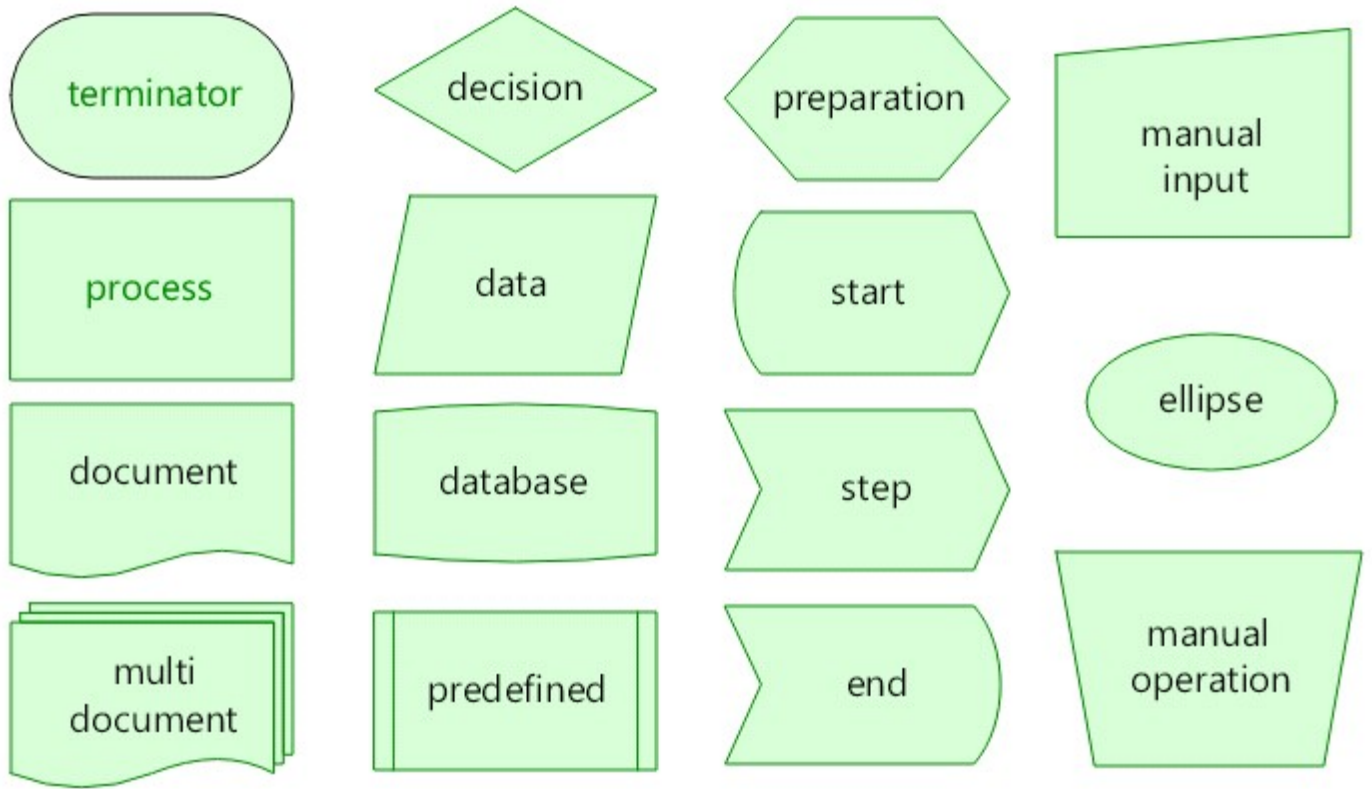 terminator
decision
preparation
manual
input
process
data
start
ellipse
document
database
step
multi
document
predefined
end
manual
operation